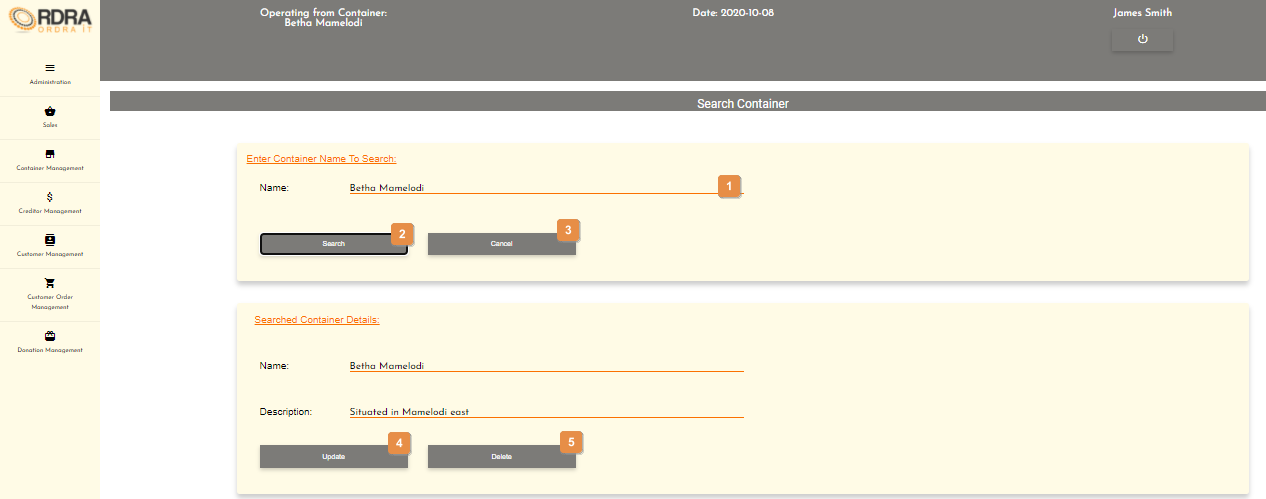 ORDRA
ORDRA IT
Operating from Container:
Betha Mamelodi
Date: 2020-10-08
James Smith
Administration
Sales
Container Management
Creditor Management
Customer Management
Customer Order
Management
Donation Management
Search Container
Enter Container Name To Search:
Name: Betha Mamelodi 1
Search 2 Cancel 3
Searched Container Details:
Name: Betha Mamelodi
Description: Situated in Mamelodi east
Update 4 Delete 5